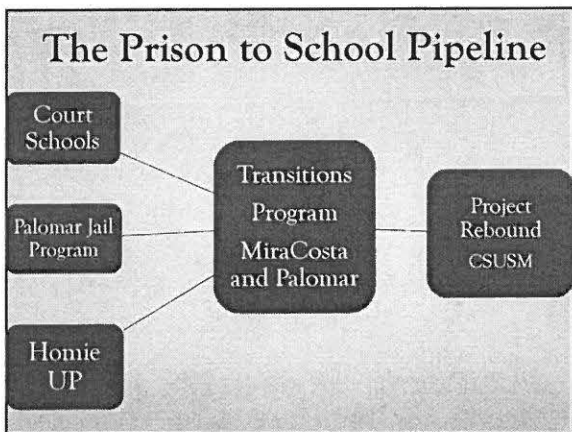 The Prison to School Pipeline
Court
Schools
Palomar Jail
Program
Homie
UP
Transitions
Program
MiraCosta
and Palomar
Project
Rebound
CSUSM